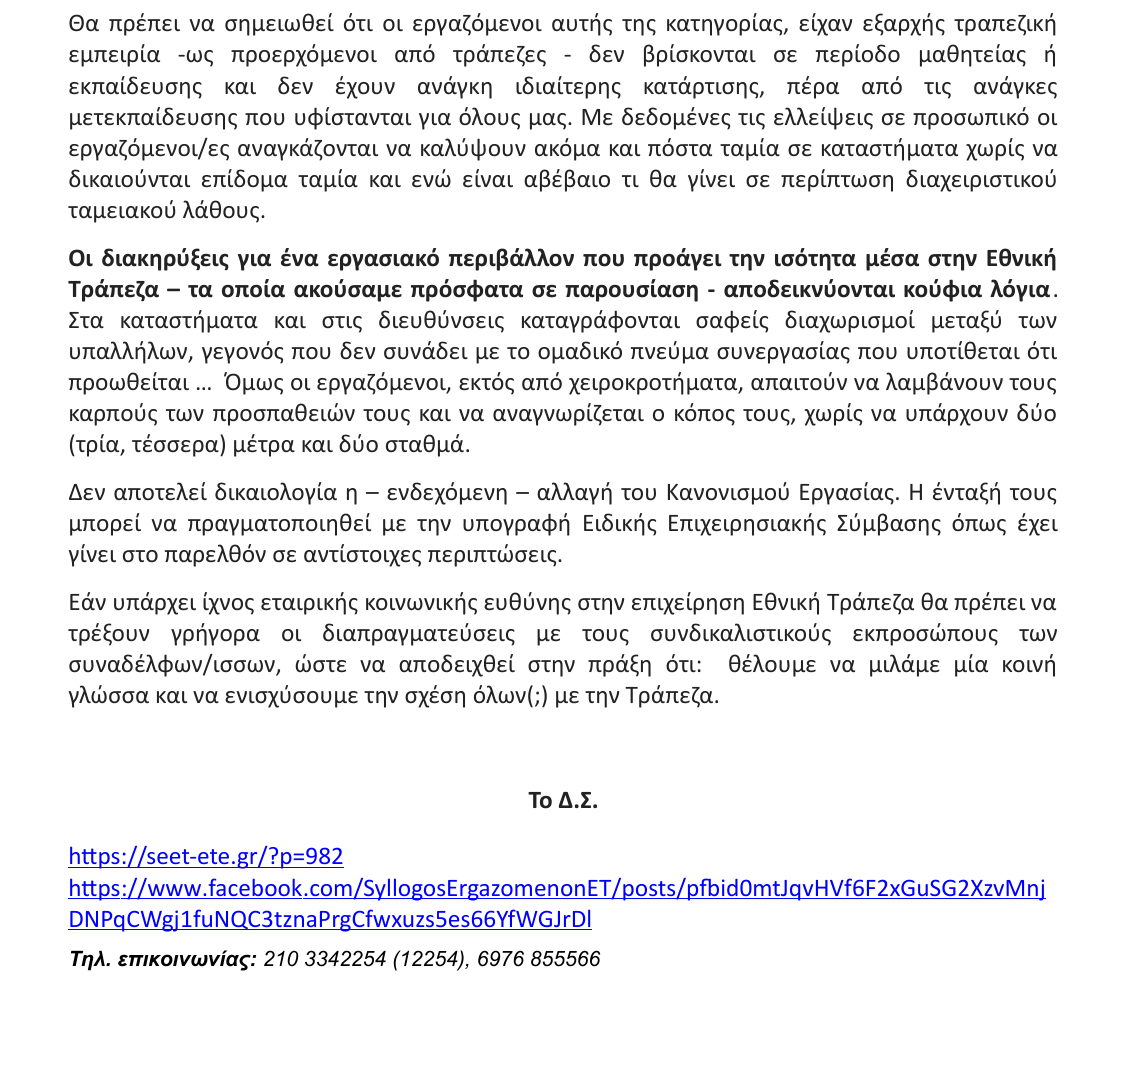 Θα πρέπει να σημειωθεί ότι οι εργαζόμενοι αυτής της κατηγορίας, είχαν εξαρχής τραπεζική
εμπειρία -ως προερχόμενοι από τράπεζες - δεν βρίσκονται σε περίοδο μαθητείας ή
εκπαίδευσης και δεν έχουν ανάγκη ιδιαίτερης κατάρτισης, πέρα από τις ανάγκες
μετεκπαίδευσης που υφίστανται για όλους μας. Με δεδομένες τις ελλείψεις σε προσωπικό οι
εργαζόμενοι/ες αναγκάζονται να καλύψουν ακόμα και πόστα ταμία σε καταστήματα χωρίς να
δικαιούνται επίδομα ταμία και ενώ είναι αβέβαιο τι θα γίνει σε περίπτωση διαχειριστικού
ταμειακού λάθους.
Οι διακηρύξεις για ένα εργασιακό περιβάλλον που προάγει την ισότητα μέσα στην Εθνική
Τράπεζα – τα οποία ακούσαμε πρόσφατα σε παρουσίαση - αποδεικνύονται κούφια λόγια.
Στα καταστήματα και στις διευθύνσεις καταγράφονται σαφείς διαχωρισμοί μεταξύ των
υπαλλήλων, γεγονός που δεν συνάδει με το ομαδικό πνεύμα συνεργασίας που υποτίθεται ότι
προωθείται … Όμως οι εργαζόμενοι, εκτός από χειροκροτήματα, απαιτούν να λαμβάνουν τους
καρπούς των προσπαθειών τους και να αναγνωρίζεται ο κόπος τους, χωρίς να υπάρχουν δύο
(τρία, τέσσερα) μέτρα και δύο σταθμά.
Δεν αποτελεί δικαιολογία η – ενδεχόμενη – αλλαγή του Κανονισμού Εργασίας. Η ένταξή τους
μπορεί να πραγματοποιηθεί με την υπογραφή Ειδικής Επιχειρησιακής Σύμβασης όπως έχει
γίνει στο παρελθόν σε αντίστοιχες περιπτώσεις.
Εάν υπάρχει ίχνος εταιρικής κοινωνικής ευθύνης στην επιχείρηση Εθνική Τράπεζα θα πρέπει να
τρέξουν γρήγορα οι διαπραγματεύσεις με τους συνδικαλιστικούς εκπροσώπους των
συναδέλφων/ισσων, ώστε να αποδειχθεί στην πράξη ότι: θέλουμε να μιλάμε μία κοινή
γλώσσα και να ενισχύσουμε την σχέση όλων(;) με την Τράπεζα.
Το Δ.Σ.
https://seet-ete.gr/?p=982
https://www.facebook.com/SyllogosErgazomenonET/posts/pfbid0mtJqvHVf6F2xGuSG2XzvMnj
DNPqCWgj1fuNQC3tznaPrgCfwxuzs5es66YfWGJrDl
Τηλ. επικοινωνίας: 210 3342254 (12254), 6976 855566